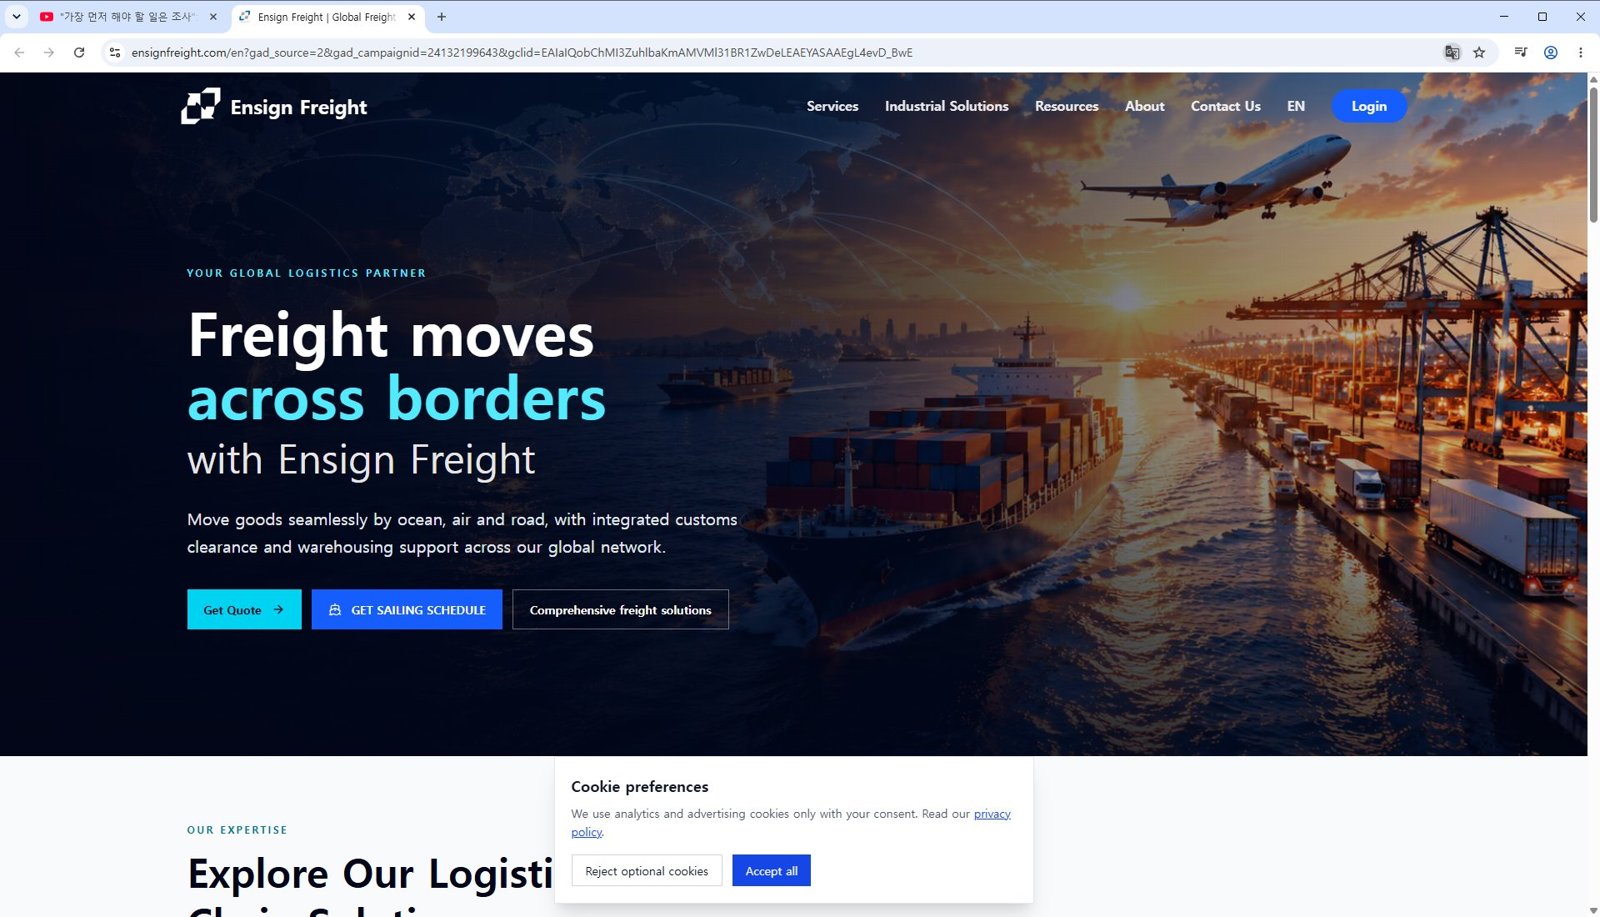 "가장 먼저 해야 할 일은 조사"
Ensign Freight | Global Freight
ensignfreight.com/en?gad_source=2&gad_campaignid=24132199643&gclid=EAIaIQobChMI3ZuhlbaKmAMVMl31BR1ZwDeLEAEYASAAEgL4evD_BwE
Ensign Freight
Services
Industrial Solutions
Resources
About
Contact Us
EN
Login
YOUR GLOBAL LOGISTICS PARTNER
Freight moves
across borders
with Ensign Freight
Move goods seamlessly by ocean, air and road, with integrated customs
clearance and warehousing support across our global network.
Get Quote
GET SAILING SCHEDULE
Comprehensive freight solutions
Cookie preferences
We use analytics and advertising cookies only with your consent. Read our privacy
policy.
Reject optional cookies
Accept all
OUR EXPERTISE
Explore Our Logisti